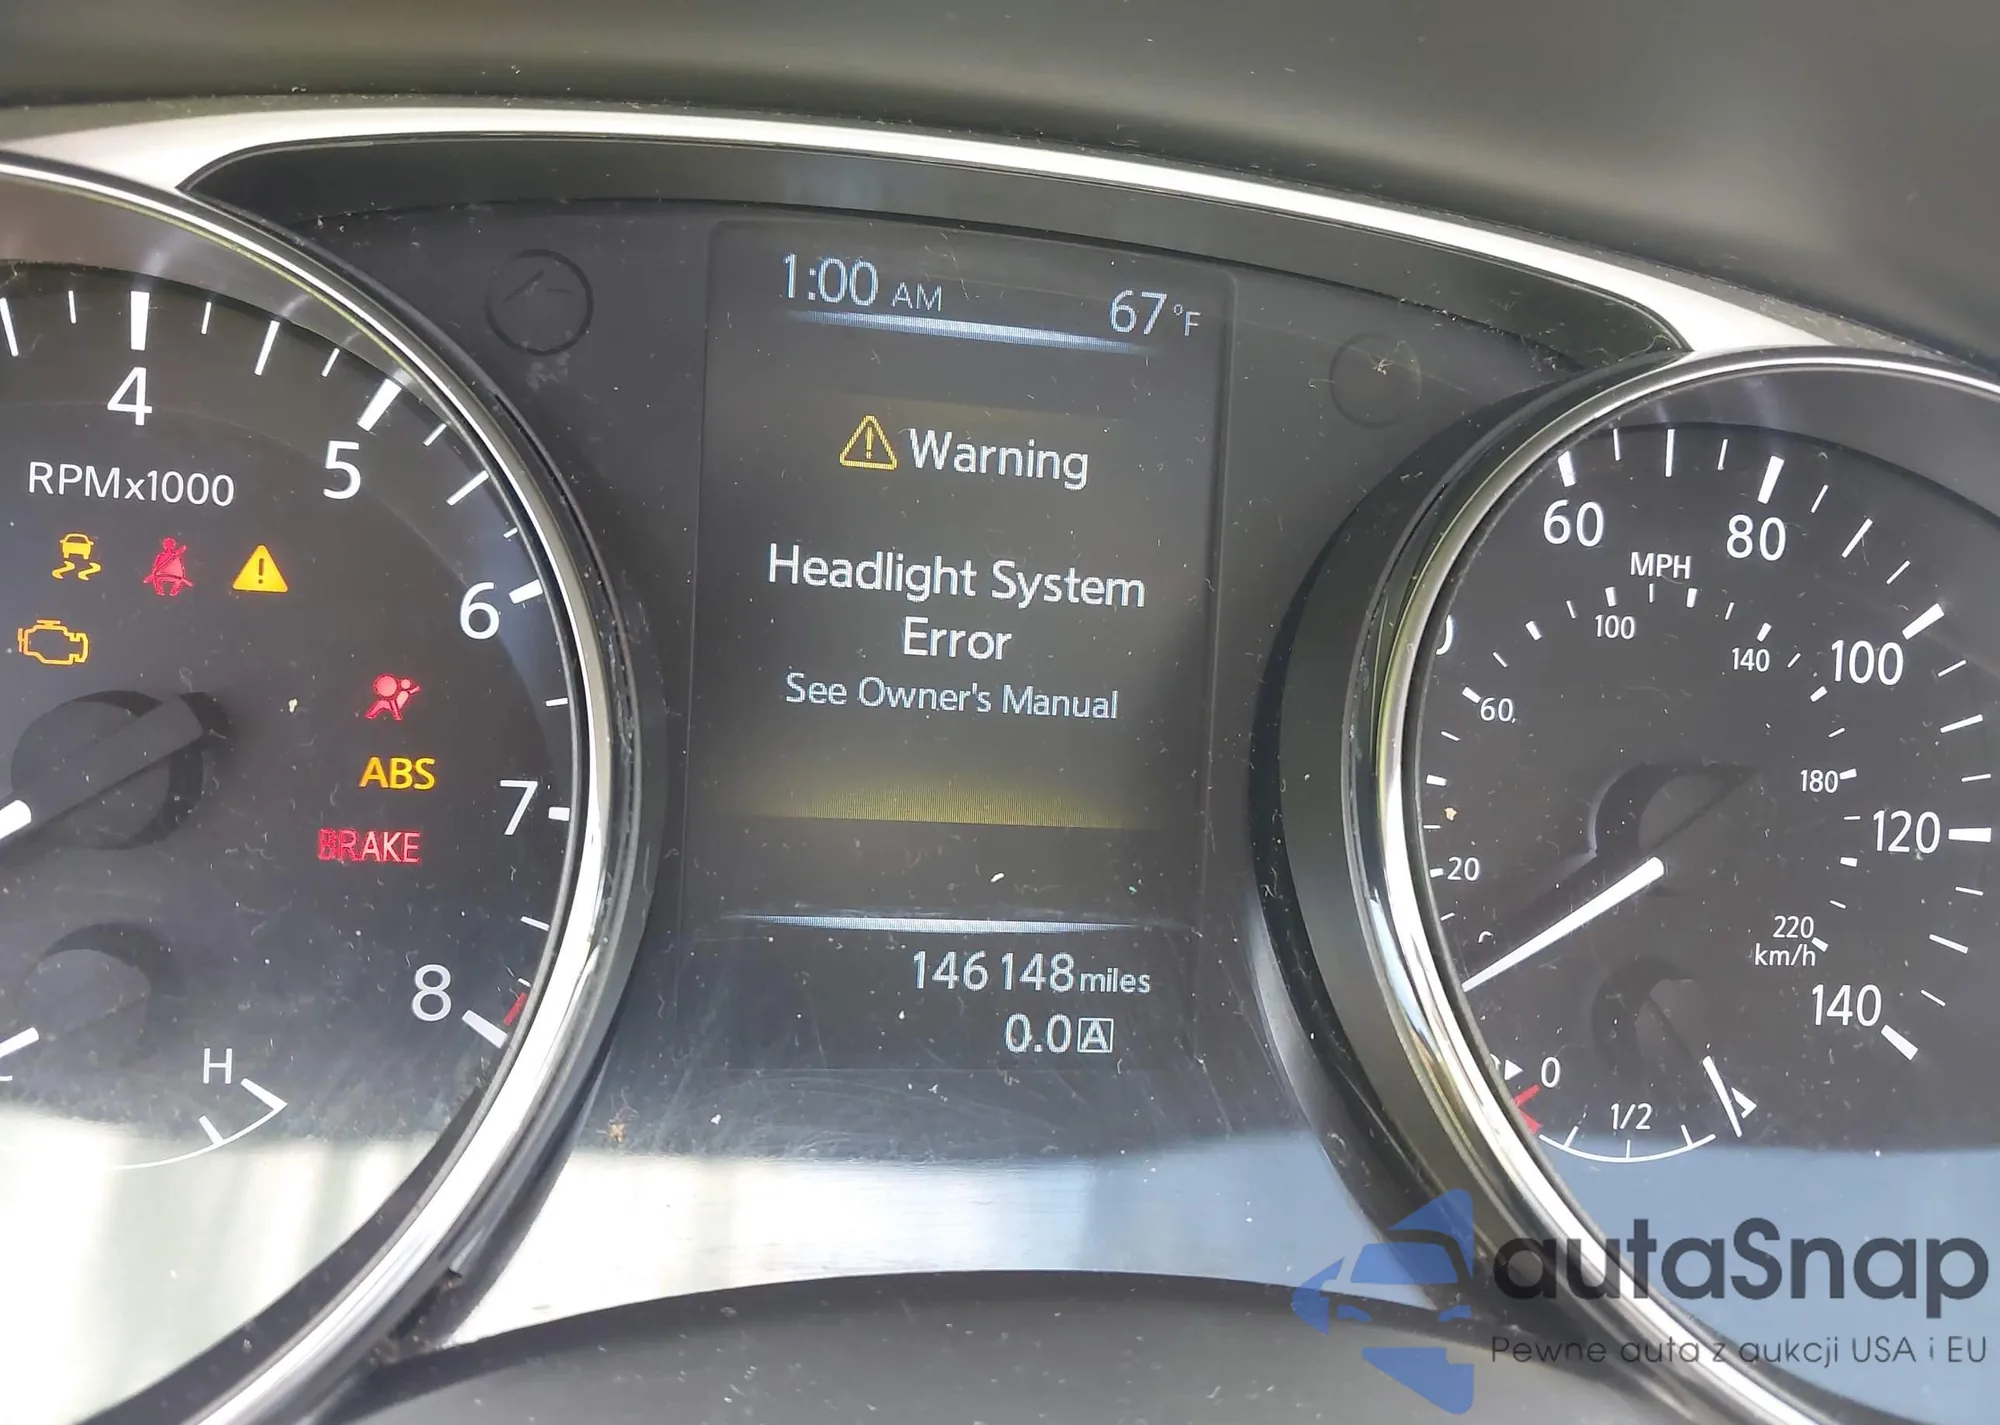 1:00 AM 67°F
Warning
Headlight System
Error
See Owner's Manual
146 148 miles
0.0 A
4
5
6
7
8
RPMx1000
ABS
BRAKE
H
60
80
100
120
140
MPH
20
60
100
140
180
220
km/h
0
1/2
autaSnap
Pewne auta z aukcji USA i EU